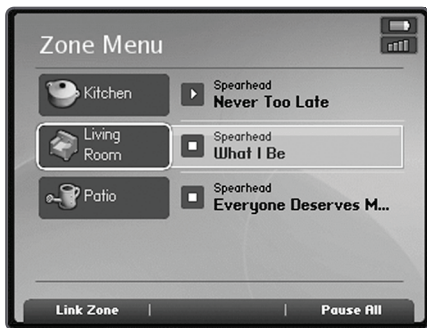 Zone Menu
Kitchen
Spearhead
Never Too Late
Living
Room
Spearhead
What I Be
Patio
Spearhead
Everyone Deserves M...
Link Zone
Pause All